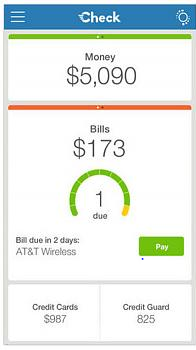 Check
Money
$5,090
Bills
$173
1
due
Bill due in 2 days:
AT&T Wireless
Pay
Credit Cards
$987
Credit Guard
825